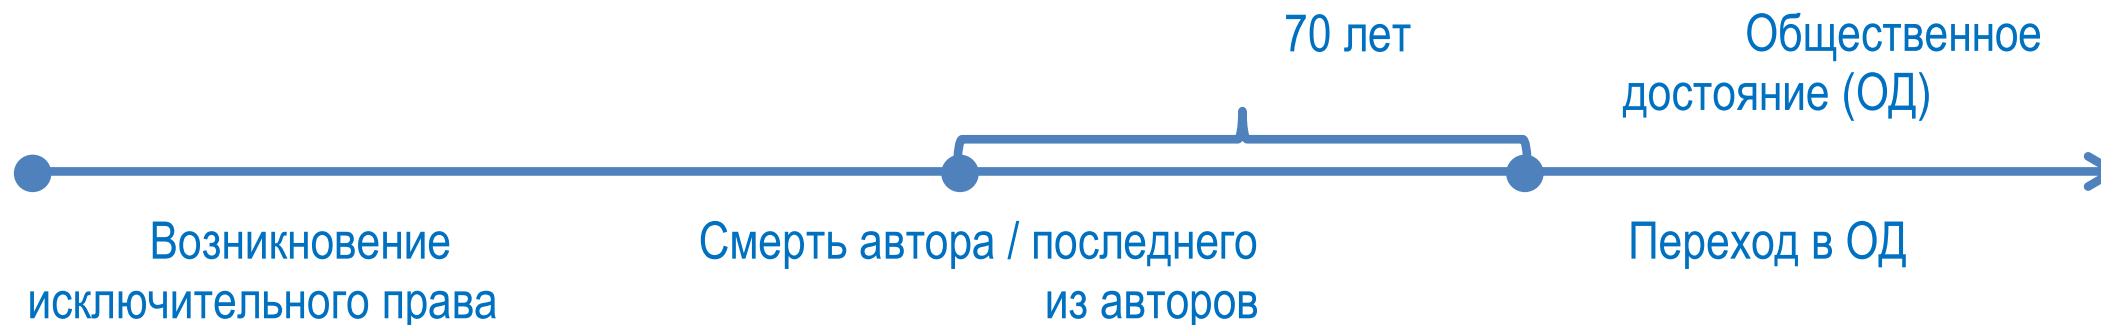 70 лет
Общественное
достояние (ОД)
Возникновение
исключительного права
Смерть автора / последнего
из авторов
Переход в ОД